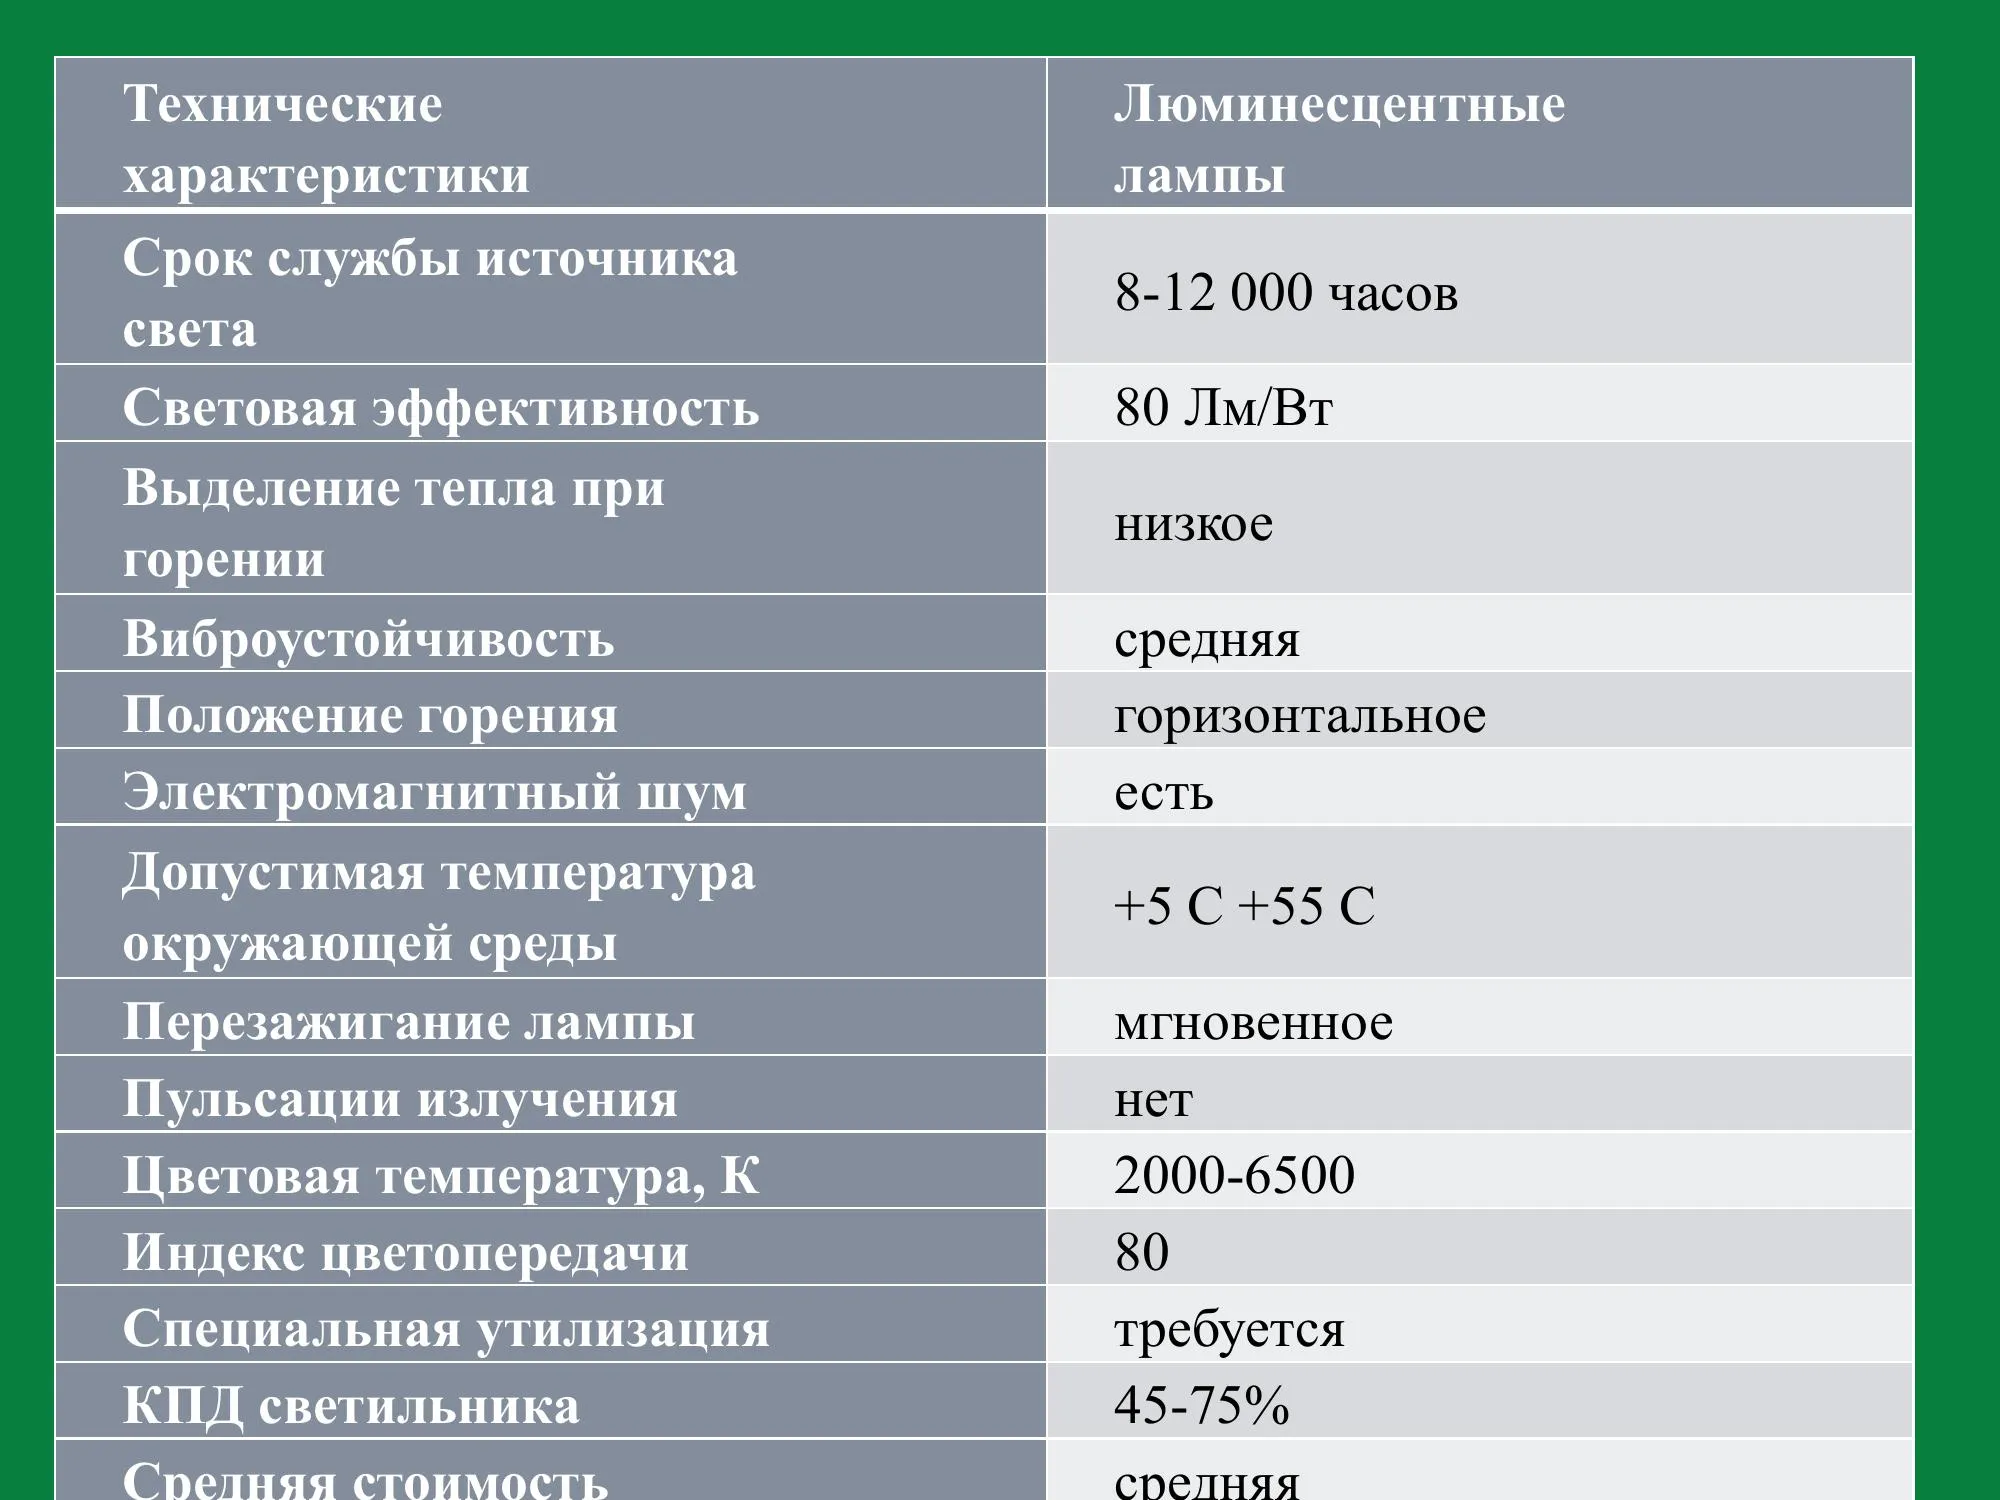 Технические
характеристики
Люминесцентные
лампы
Срок службы источника
света
8-12 000 часов
Световая эффективность
80 Лм/Вт
Выделение тепла при
горении
низкое
Виброустойчивость
средняя
Положение горения
горизонтальное
Электромагнитный шум
есть
Допустимая температура
окружающей среды
+5 С +55 С
Перезажигание лампы
мгновенное
Пульсации излучения
нет
Цветовая температура, К
2000-6500
Индекс цветопередачи
80
Специальная утилизация
требуется
КПД светильника
45-75%
Средняя стоимость
средняя